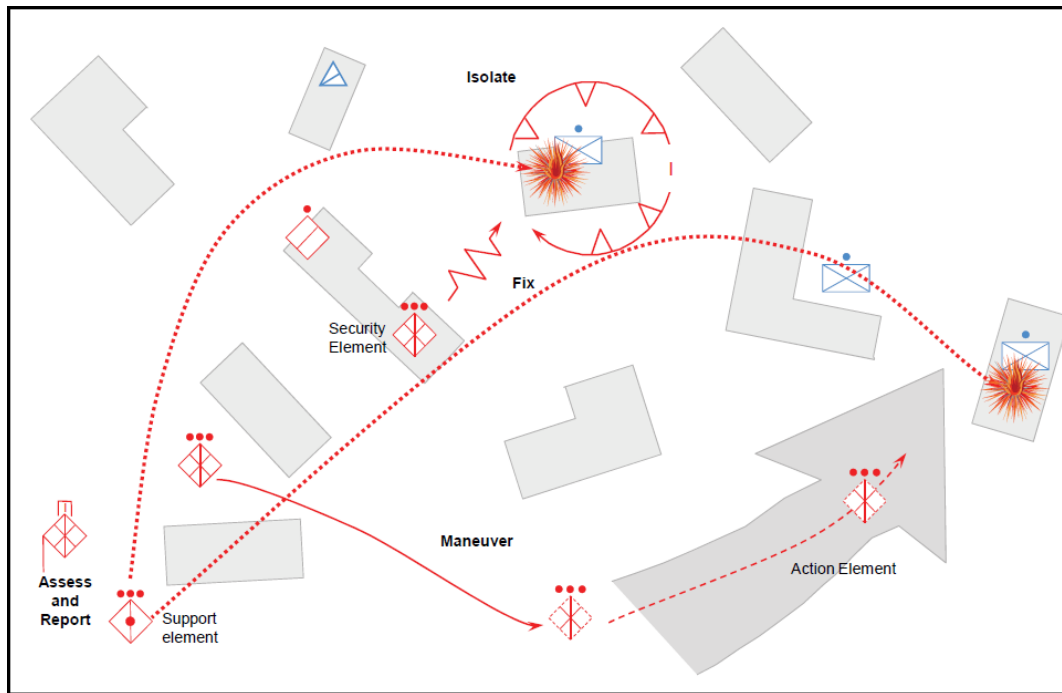 Isolate
Fix
Security
Element
Maneuver
Action Element
Assess
and
Report
Support
element